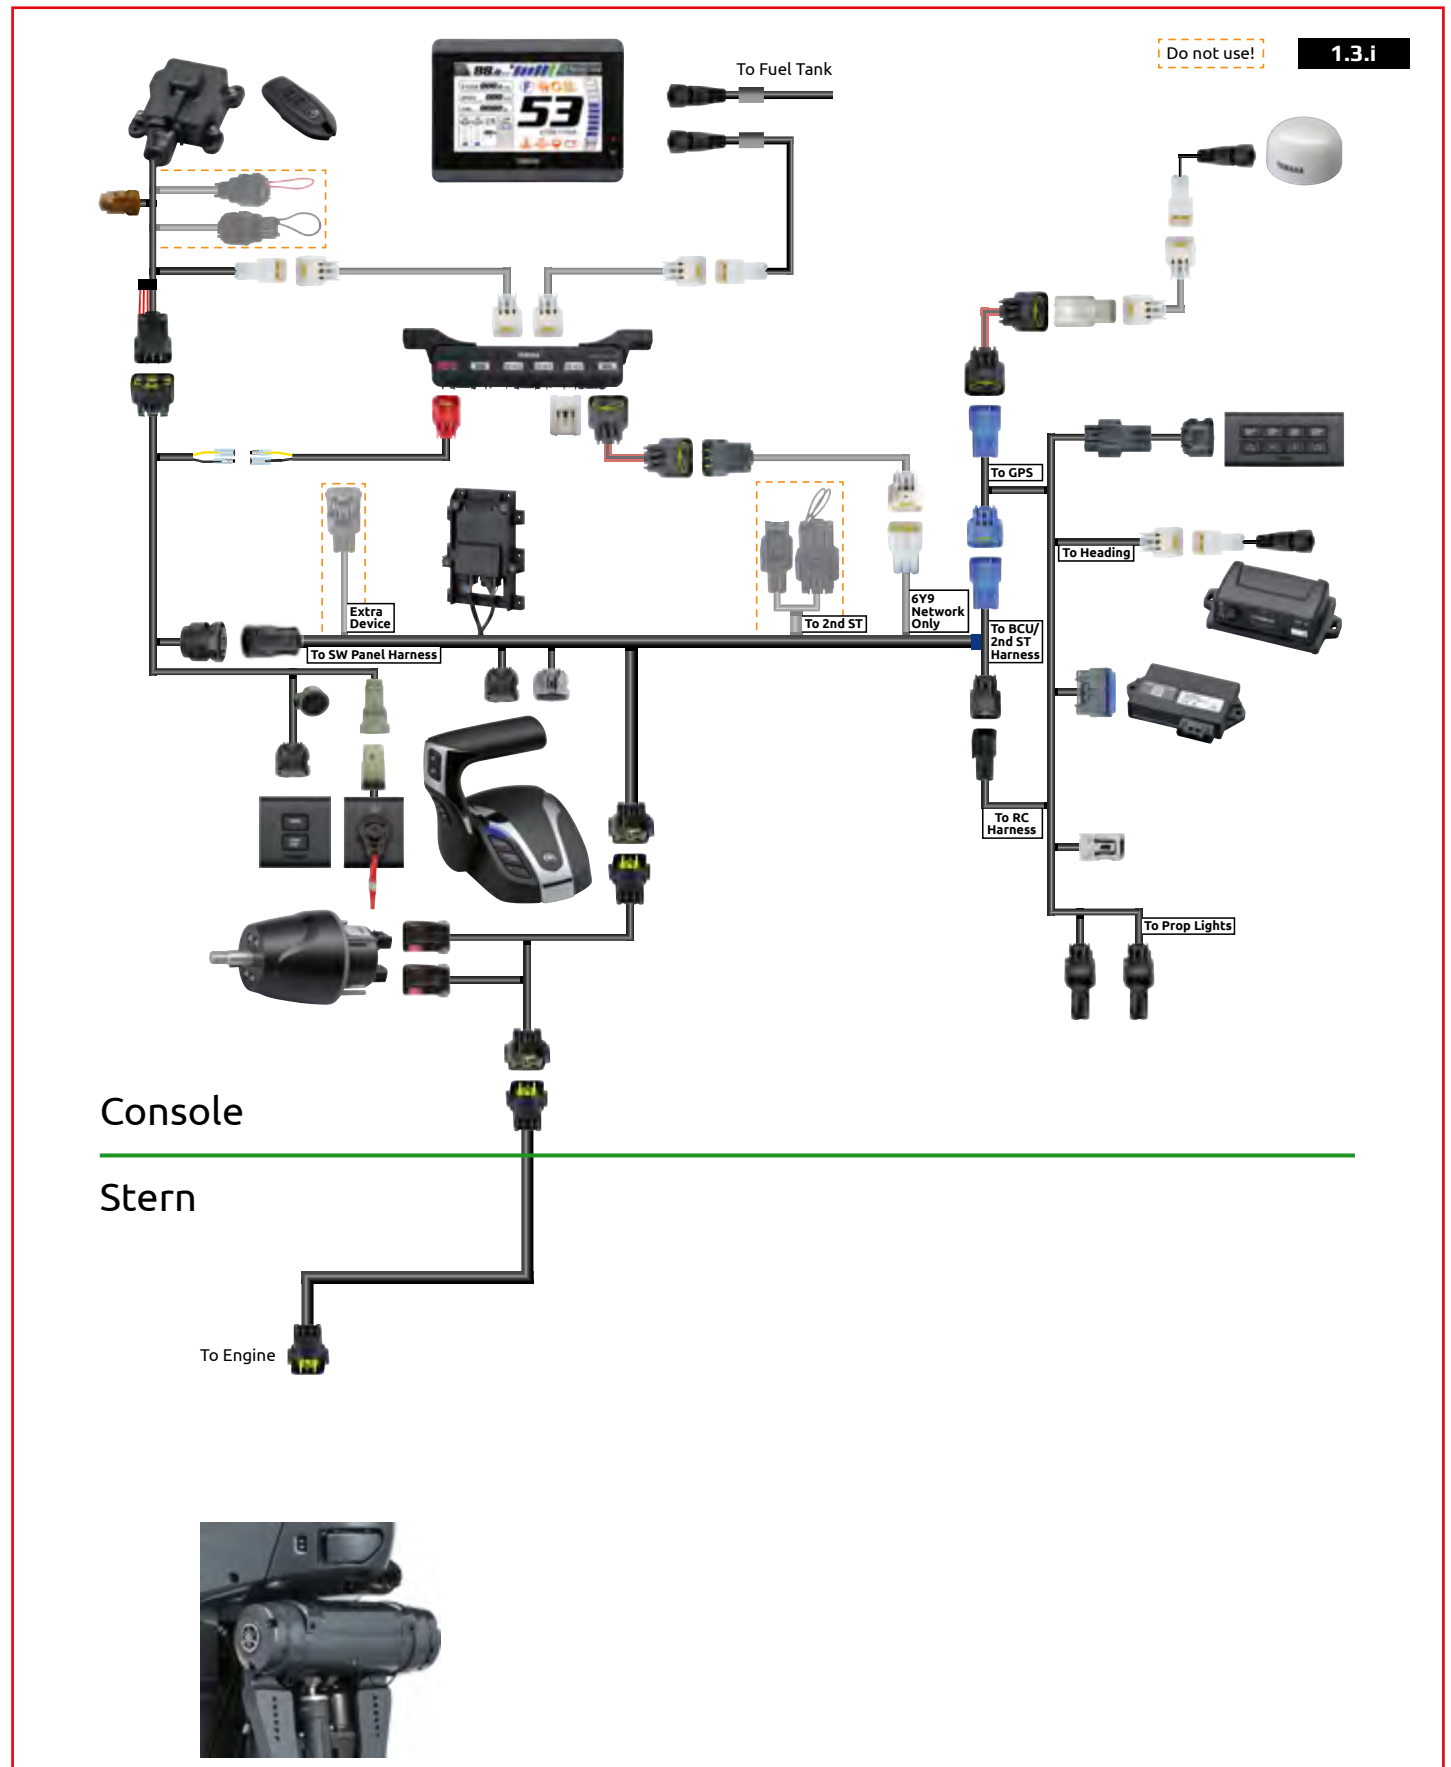 To Fuel Tank
Do not use!
1.3.i
53
YAMAHA
To GPS
To Heading
Extra
Device
To 2nd ST
6Y9
Network
Only
To BCU/
2nd ST
Harness
To SW Panel Harness
To RC
Harness
To Prop Lights
Console
Stern
To Engine